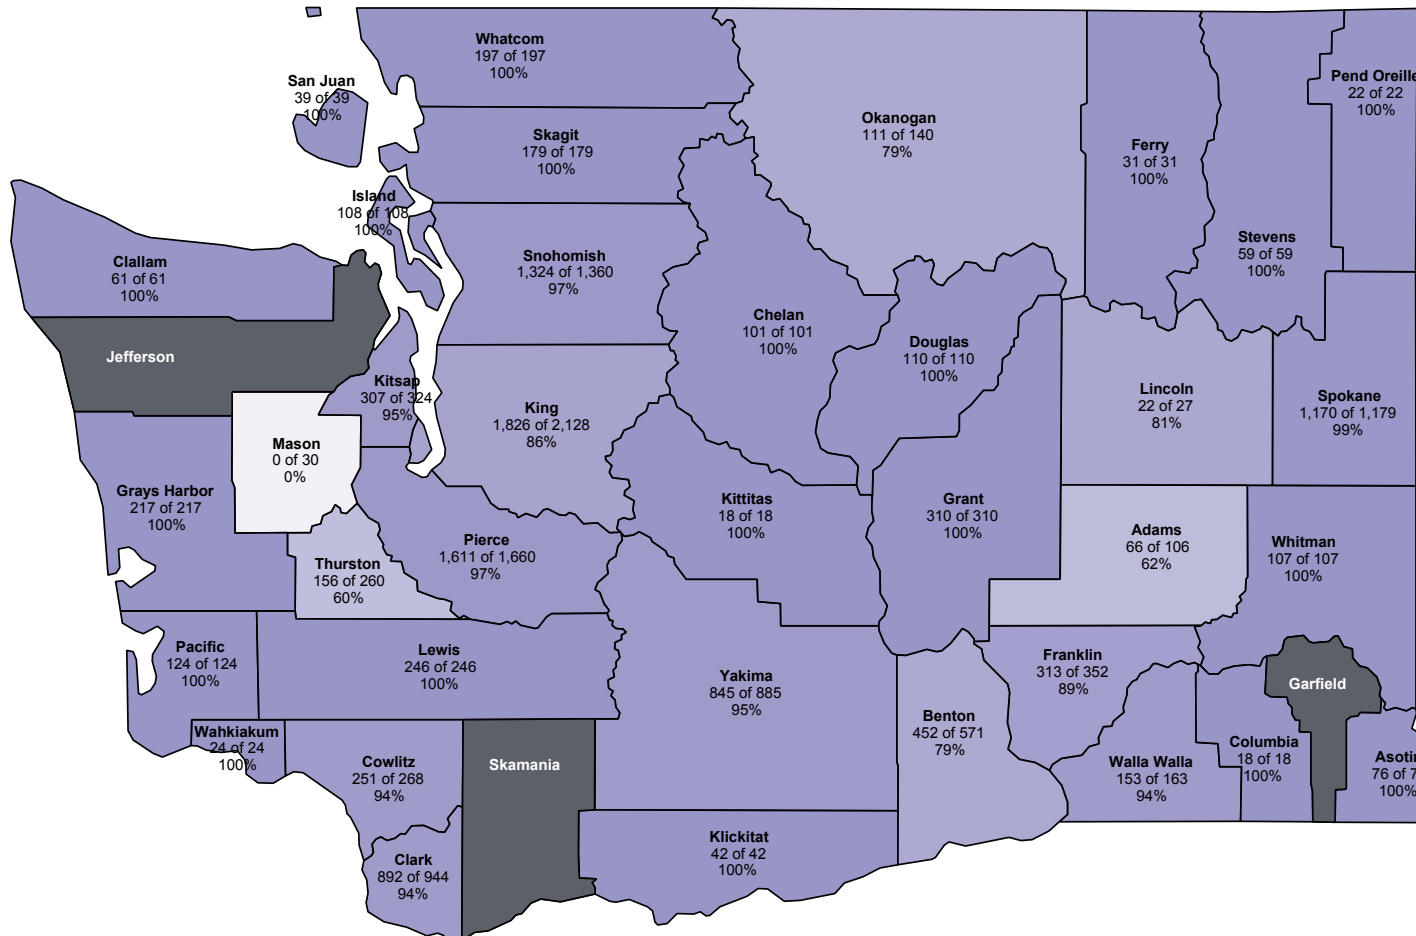 Whatcom
197 of 197
100%
San Juan
39 of 39
100%
Skagit
179 of 179
100%
Okanogan
111 of 140
79%
Ferry
31 of 31
100%
Pend Oreille
22 of 22
100%
Stevens
59 of 59
100%
Island
108 of 108
100%
Clallam
61 of 61
100%
Snohomish
1,324 of 1,360
97%
Chelan
101 of 101
100%
Douglas
110 of 110
100%
Jefferson
Kitsap
307 of 324
95%
King
1,826 of 2,128
86%
Lincoln
22 of 27
81%
Spokane
1,170 of 1,179
99%
Mason
0 of 30
0%
Grays Harbor
217 of 217
100%
Kittitas
18 of 18
100%
Grant
310 of 310
100%
Adams
66 of 106
62%
Whitman
107 of 107
100%
Thurston
156 of 260
60%
Pierce
1,611 of 1,660
97%
Pacific
124 of 124
100%
Lewis
246 of 246
100%
Yakima
845 of 885
95%
Franklin
313 of 352
89%
Garfield
Benton
452 of 571
79%
Wahkiakum
24 of 24
100%
Cowlitz
251 of 268
94%
Skamania
Walla Walla
153 of 163
94%
Columbia
18 of 18
100%
Asotin
76 of 7
100%
Klickitat
42 of 42
100%
Clark
892 of 944
94%